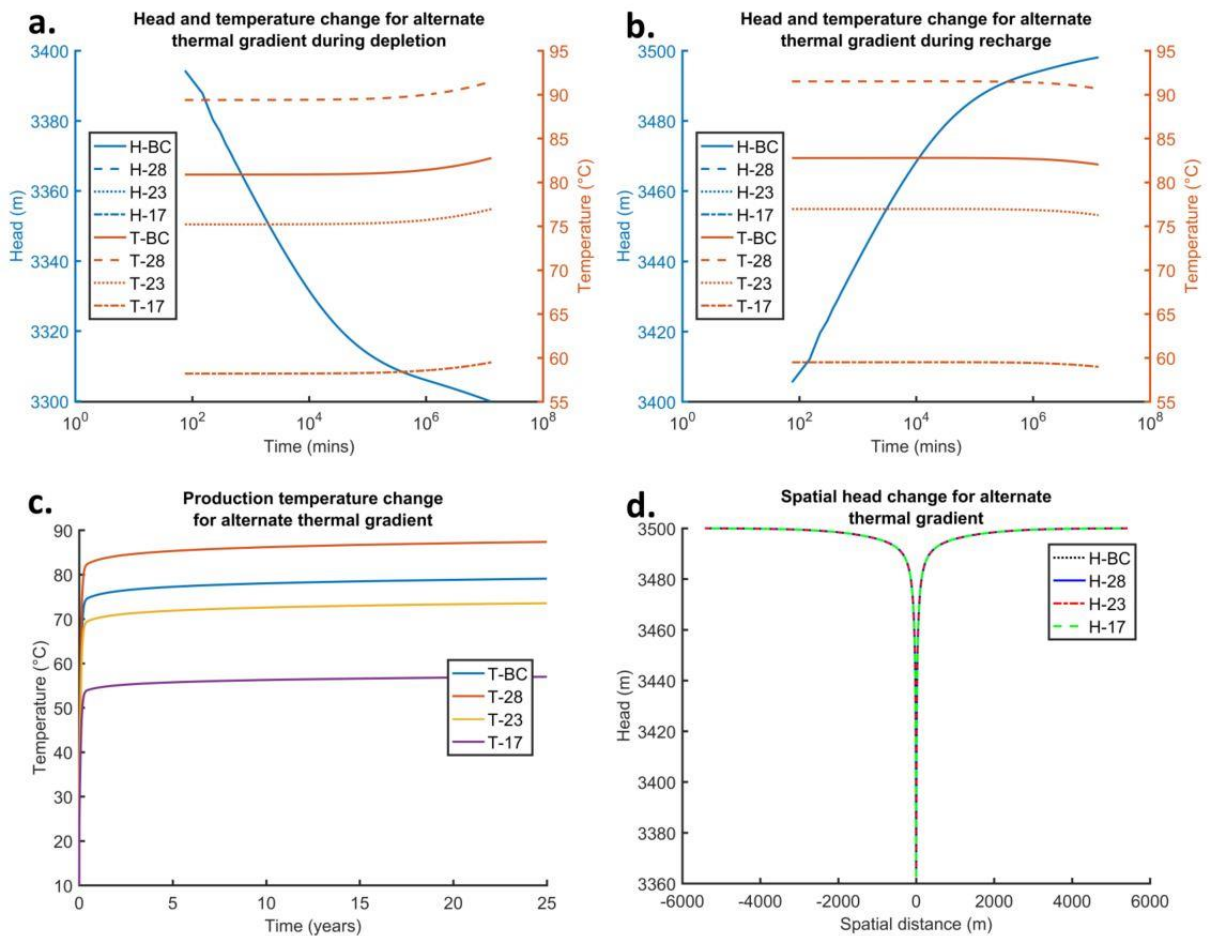 a.
Head and temperature change for alternate
thermal gradient during depletion
3400
3380
3360
3340
3320
3300
Head (m)
95
90
85
80
75
70
65
60
55
Temperature (°C)
H-BC
H-28
H-23
H-17
T-BC
T-28
T-23
T-17
10^0 10^2 10^4 10^6 10^8
Time (mins)
b.
Head and temperature change for alternate
thermal gradient during recharge
3500
3480
3460
3440
3420
3400
Head (m)
95
90
85
80
75
70
65
60
55
Temperature (°C)
H-BC
H-28
H-23
H-17
T-BC
T-28
T-23
T-17
10^0 10^2 10^4 10^6 10^8
Time (mins)
c.
Production temperature change
for alternate thermal gradient
90
80
70
60
50
40
30
20
10
Temperature (°C)
T-BC
T-28
T-23
T-17
0 5 10 15 20 25
Time (years)
d.
Spatial head change for alternate
thermal gradient
3500
3480
3460
3440
3420
3400
3380
3360
Head (m)
H-BC
H-28
H-23
H-17
-6000 -4000 -2000 0 2000 4000 6000
Spatial distance (m)